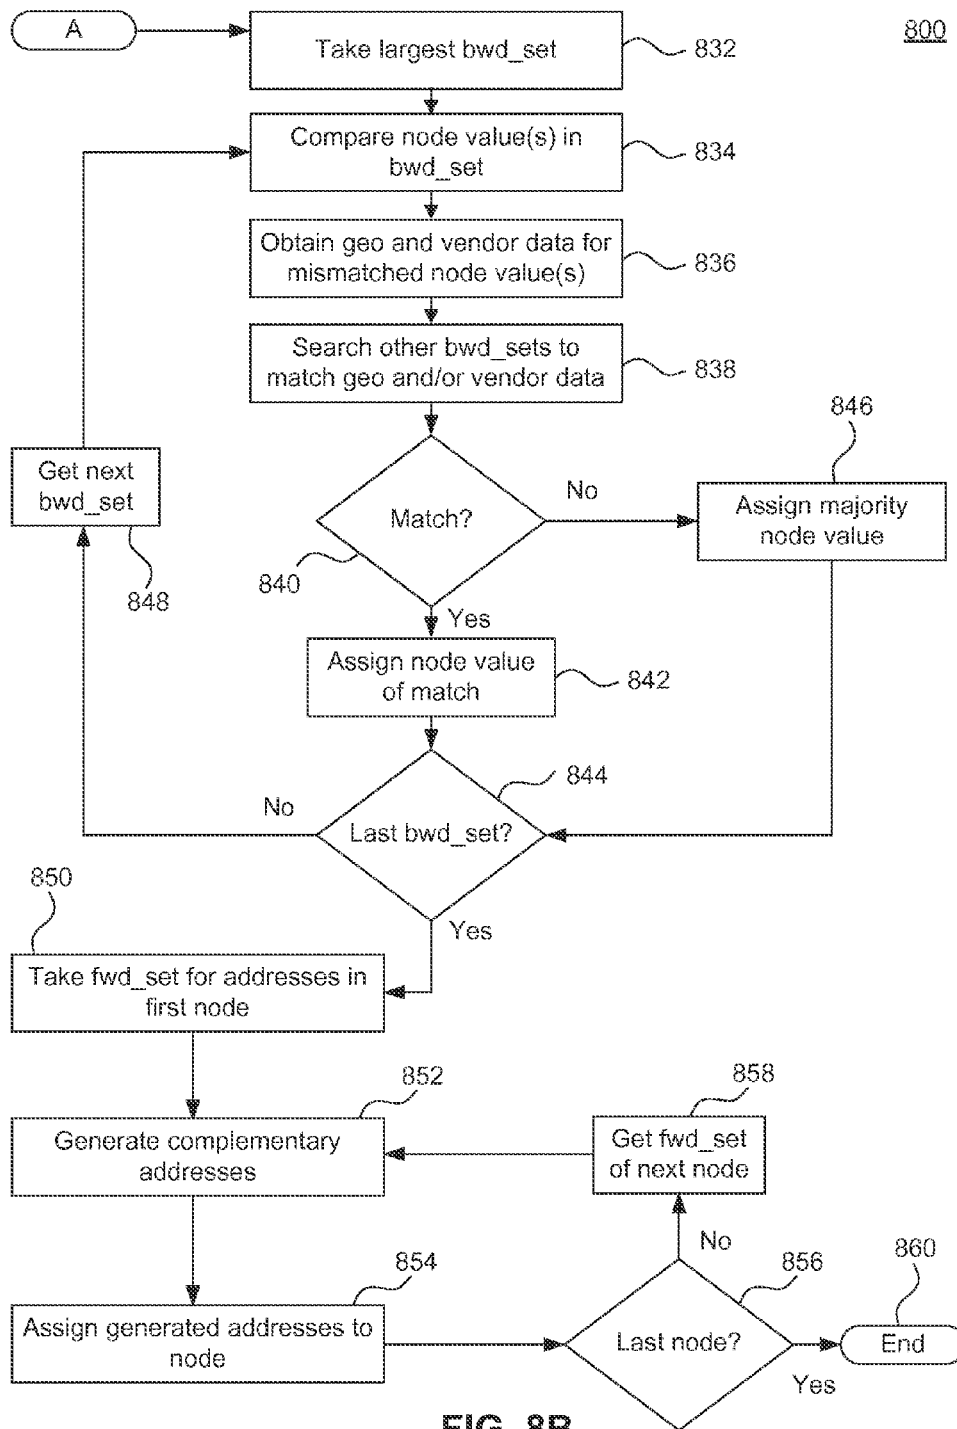 A
800
Take largest bwd_set
832
Compare node value(s) in
bwd_set
834
Obtain geo and vendor data for
mismatched node value(s)
836
Search other bwd_sets to
match geo and/or vendor data
838
846
Get next
bwd_set
848
Match?
No
840
Yes
Assign majority
node value
Assign node value
of match
842
844
No
Last bwd_set?
Yes
850
Take fwd_set for addresses in
first node
852
858
Generate complementary
addresses
Get fwd_set
of next node
No
854
856
860
Assign generated addresses to
node
Last node?
End
Yes
FIG. 8B